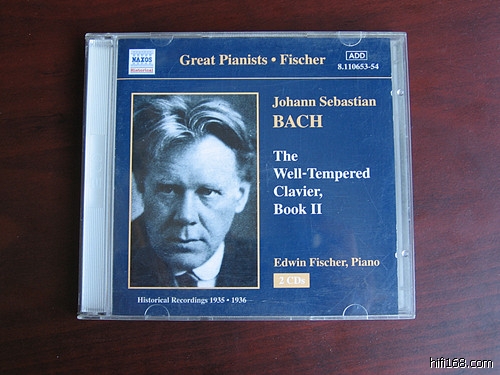 NAXOS
Historical
Great Pianists • Fischer
ADD
8.110653-54
Johann Sebastian
BACH
The
Well-Tempered
Clavier,
Book II
Edwin Fischer, Piano
2 CDs
Historical Recordings 1935 • 1936
hifi168.com